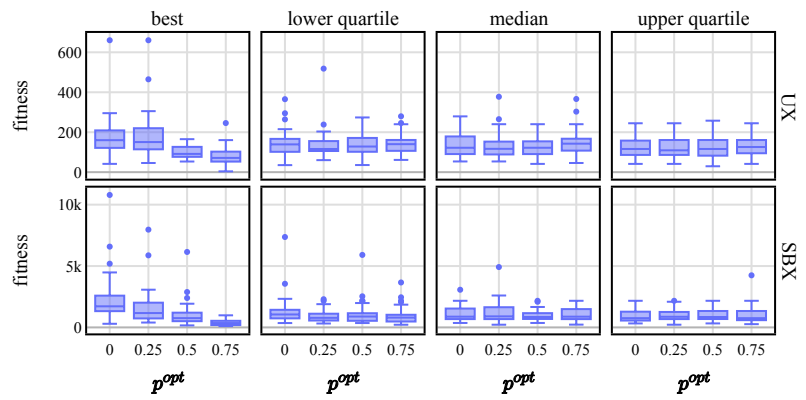 best lower quartile median upper quartile
600
400
200
0
fitness
UX
10k
5k
0
fitness
SBX
0 0.25 0.5 0.75 0 0.25 0.5 0.75 0 0.25 0.5 0.75 0 0.25 0.5 0.75
p^opt p^opt p^opt p^opt